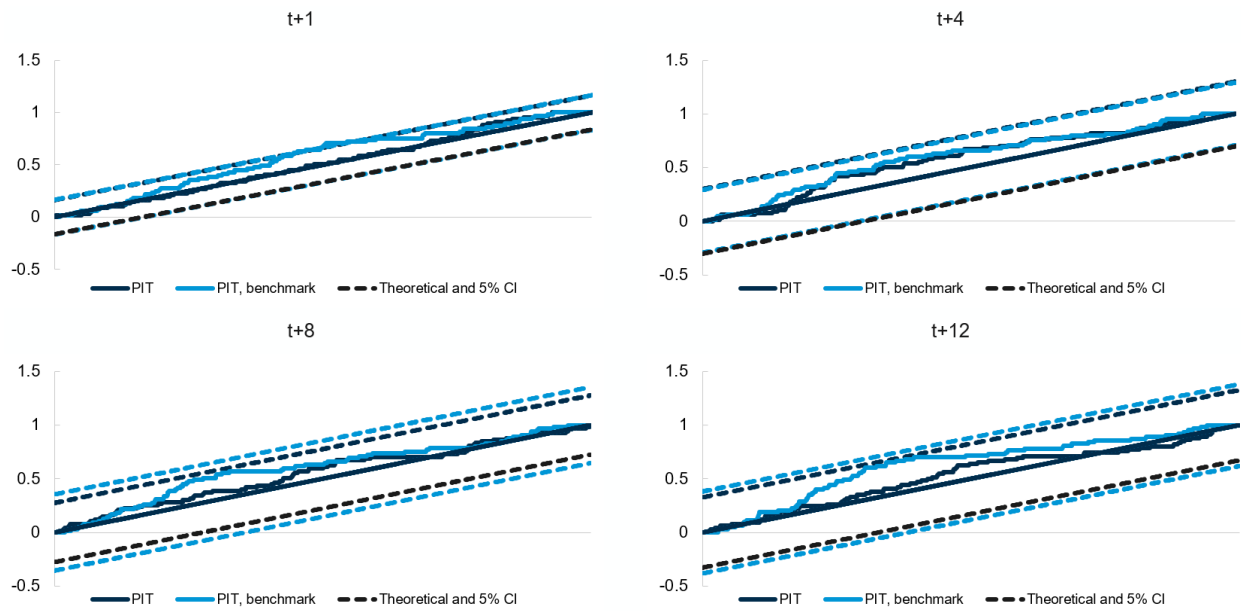 t+1
1.5
1
0.5
0
-0.5
PIT
PIT, benchmark
Theoretical and 5% CI
t+4
1.5
1
0.5
0
-0.5
PIT
PIT, benchmark
Theoretical and 5% CI
t+8
1.5
1
0.5
0
-0.5
PIT
PIT, benchmark
Theoretical and 5% CI
t+12
1.5
1
0.5
0
-0.5
PIT
PIT, benchmark
Theoretical and 5% CI